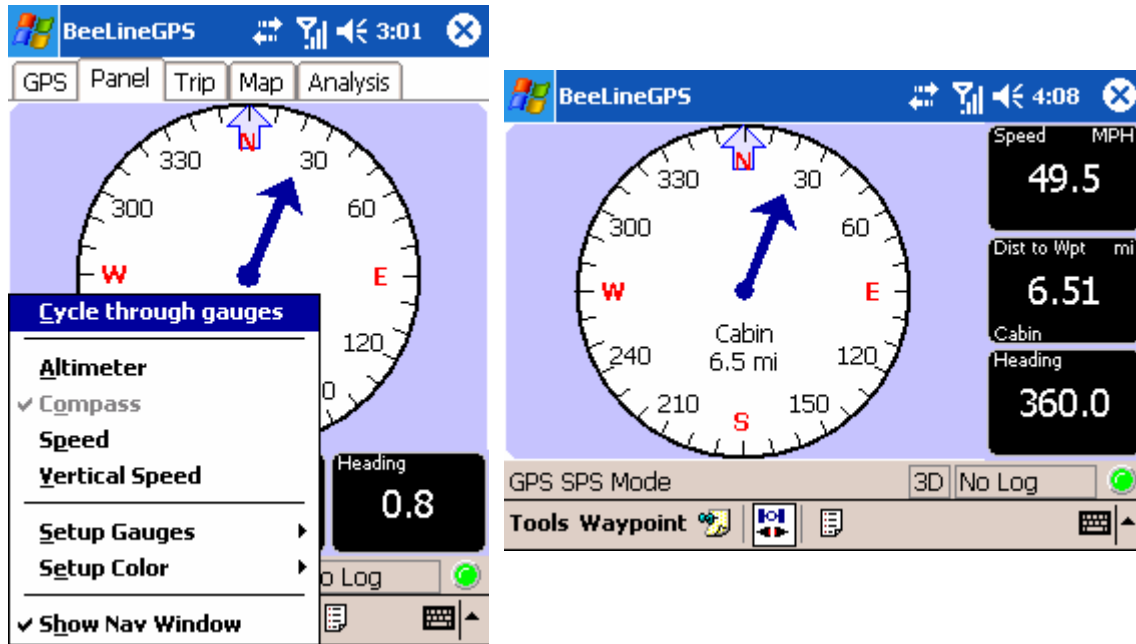 BeeLineGPS 3:01
GPS Panel Trip Map Analysis
N
330 30
300 60
W E
120
0
Cycle through gauges
Altimeter
Compass
Speed
Vertical Speed
Setup Gauges
Setup Color
Show Nav Window
Heading
0.8
o Log
BeeLineGPS 4:08
N
330 30
300 60
W E
Cabin
240 6.5 mi 120
210 150
S
Speed MPH
49.5
Dist to Wpt mi
6.51
Cabin
Heading
360.0
GPS SPS Mode 3D No Log
Tools Waypoint